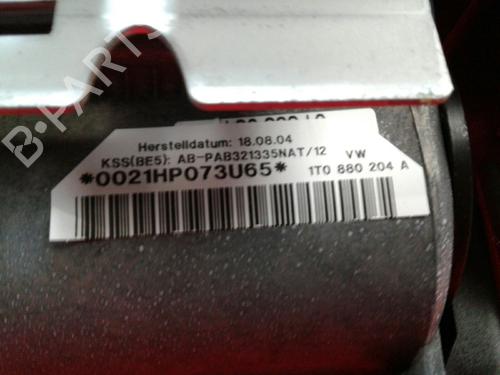 Herstelldatum: 18.08.04
KSS(BE5): AB-PAB321335NAT/12 VW
*0021HP073U65* 1T0 880 204 A
B-PARTS